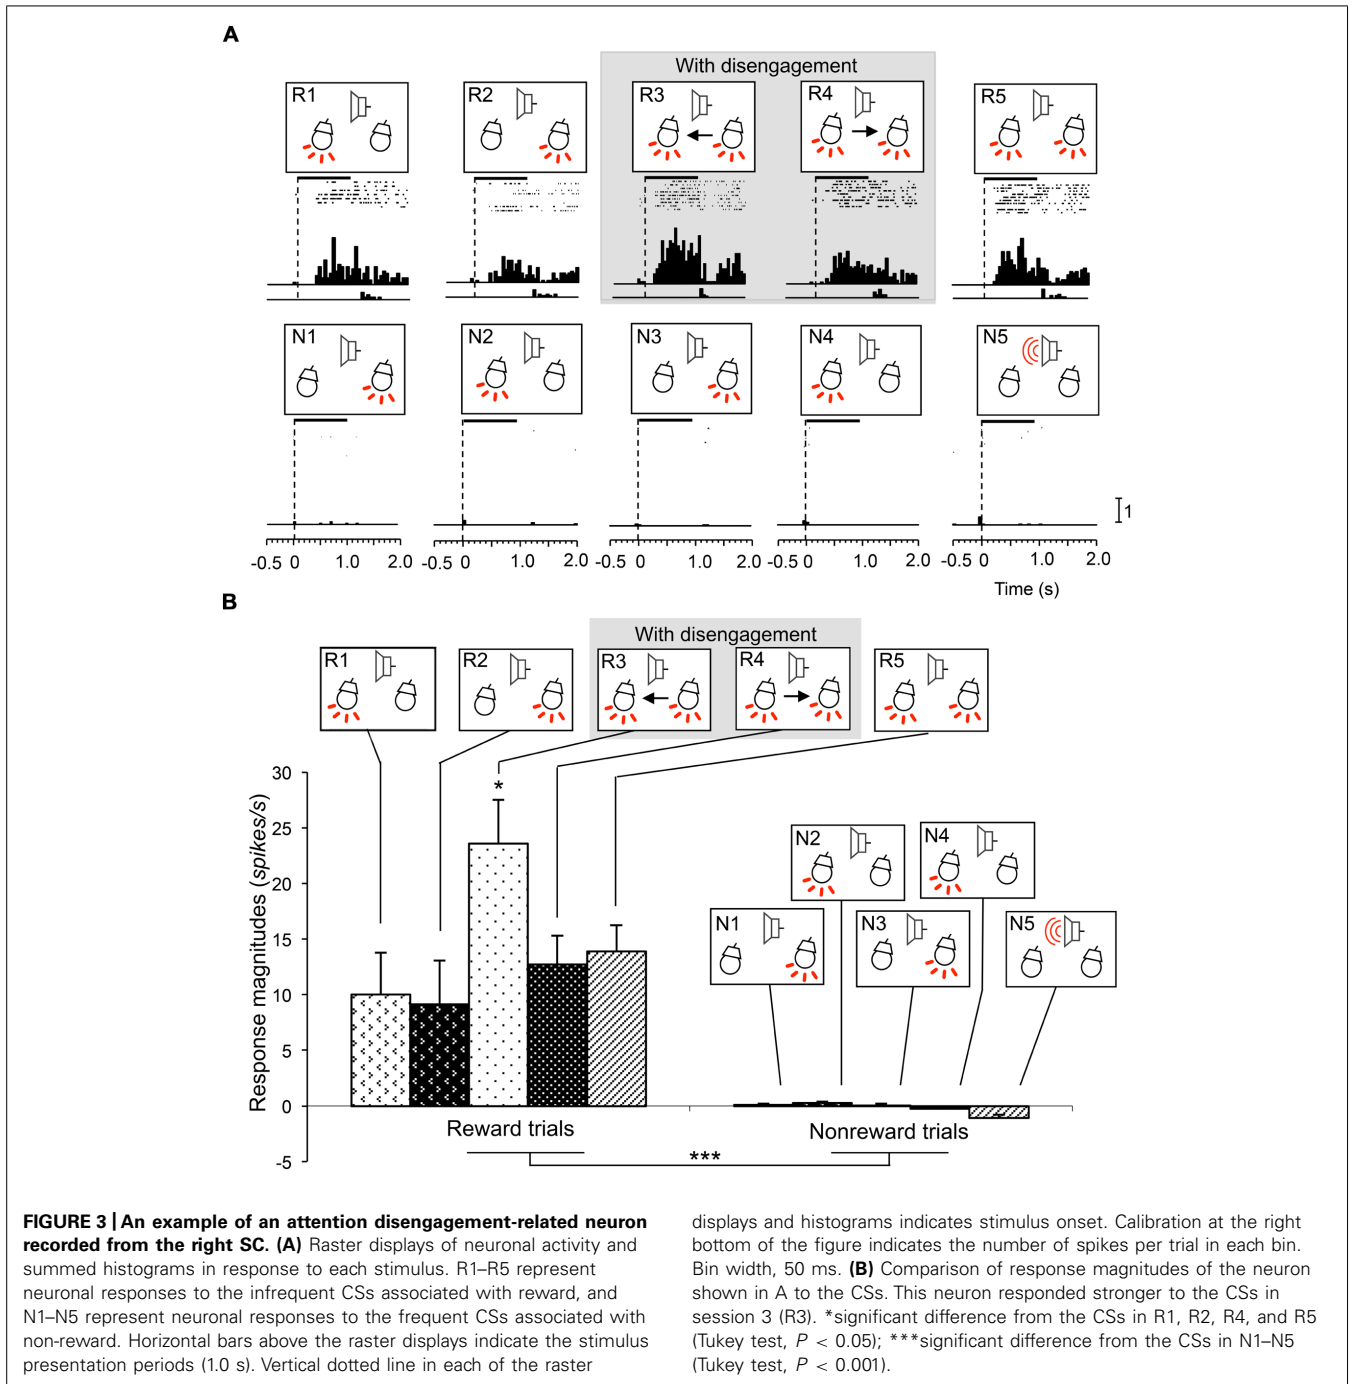 A
With disengagement
R1
R2
R3
R4
R5
N1
N2
N3
N4
N5
1
-0.5 0 1.0 2.0 -0.5 0 1.0 2.0 -0.5 0 1.0 2.0 -0.5 0 1.0 2.0 -0.5 0 1.0 2.0
Time (s)
B
With disengagement
R1
R2
R3
R4
R5
Response magnitudes (spikes/s)
30
25
20
15
10
5
0
-5
*
N2
N4
N1
N3
N5
Reward trials
Nonreward trials
***
FIGURE 3 | An example of an attention disengagement-related neuron
recorded from the right SC. (A) Raster displays of neuronal activity and
summed histograms in response to each stimulus. R1–R5 represent
neuronal responses to the infrequent CSs associated with reward, and
N1–N5 represent neuronal responses to the frequent CSs associated with
non-reward. Horizontal bars above the raster displays indicate the stimulus
presentation periods (1.0 s). Vertical dotted line in each of the raster
displays and histograms indicates stimulus onset. Calibration at the right
bottom of the figure indicates the number of spikes per trial in each bin.
Bin width, 50 ms. (B) Comparison of response magnitudes of the neuron
shown in A to the CSs. This neuron responded stronger to the CSs in
session 3 (R3). *significant difference from the CSs in R1, R2, R4, and R5
(Tukey test, P < 0.05); ***significant difference from the CSs in N1–N5
(Tukey test, P < 0.001).